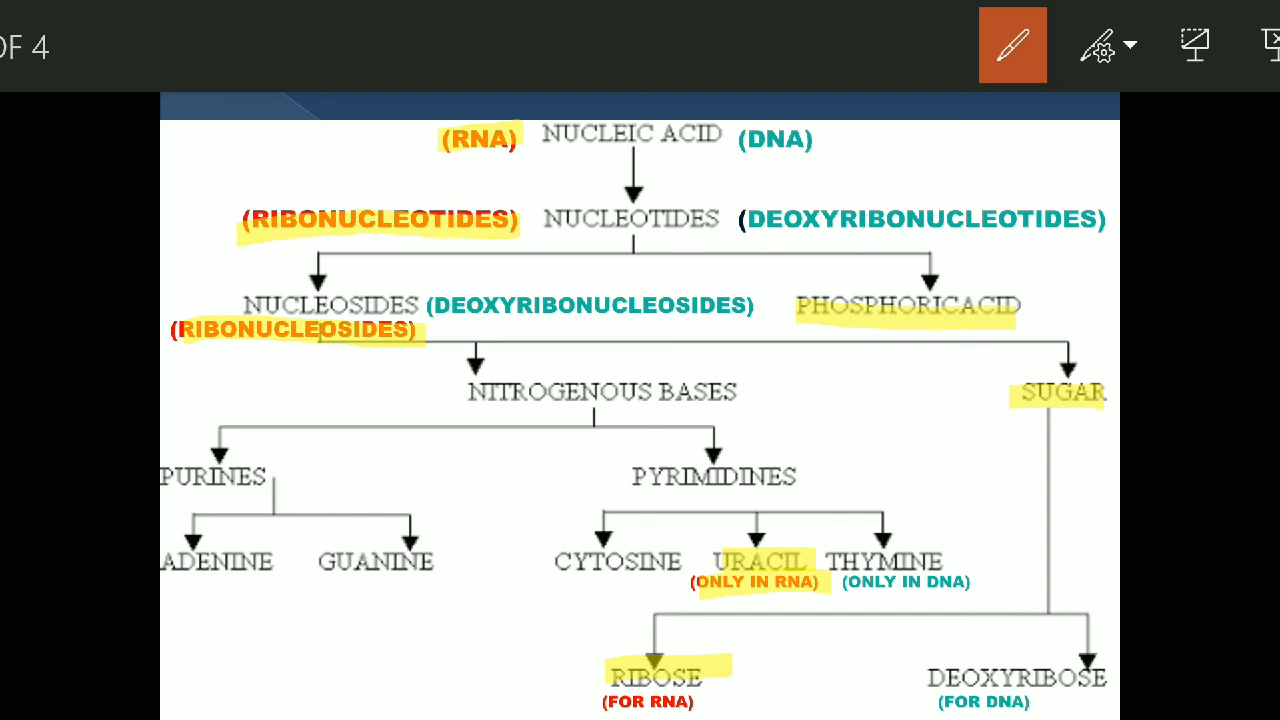 OF 4
(RNA) NUCLEIC ACID (DNA)
(RIBONUCLEOTIDES) NUCLEOTIDES (DEOXYRIBONUCLEOTIDES)
NUCLEOSIDES (DEOXYRIBONUCLEOSIDES) PHOSPHORICACID
(RIBONUCLEOSIDES)
NITROGENOUS BASES SUGAR
PURINES PYRIMIDINES
ADENINE GUANINE CYTOSINE URACIL THYMINE
(ONLY IN RNA) (ONLY IN DNA)
RIBOSE DEOXYRIBOSE
(FOR RNA) (FOR DNA)